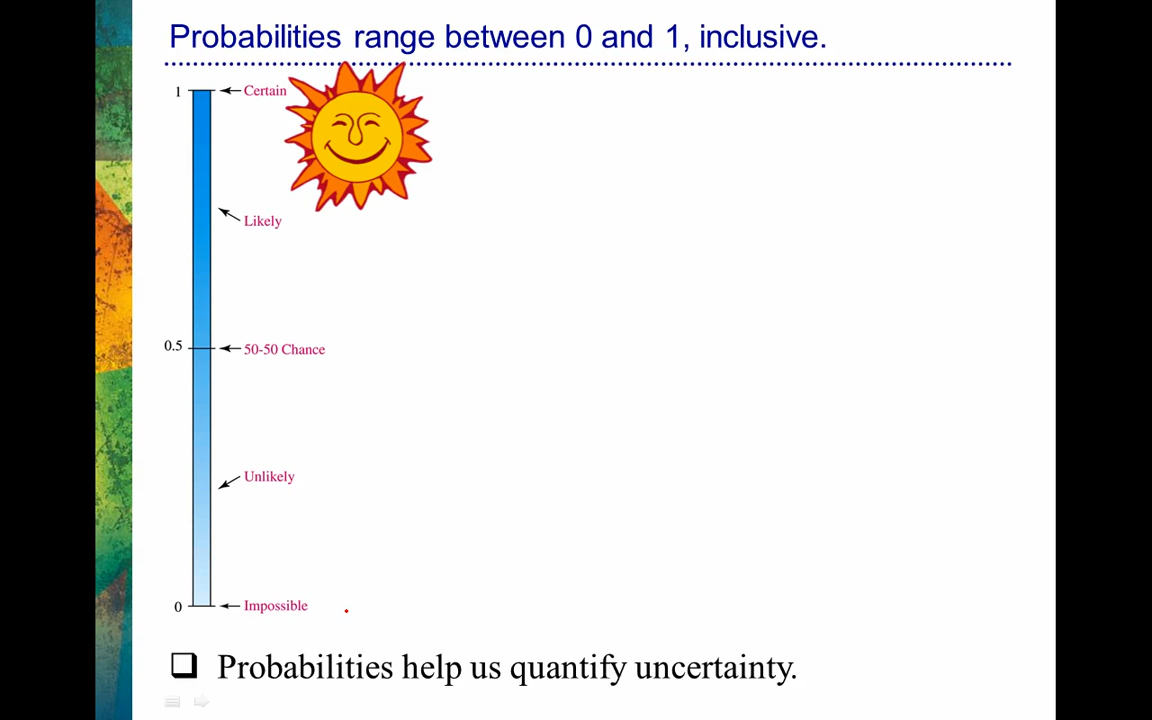 Probabilities range between 0 and 1, inclusive.
1 Certain
Likely
0.5 50-50 Chance
Unlikely
0 Impossible
Probabilities help us quantify uncertainty.